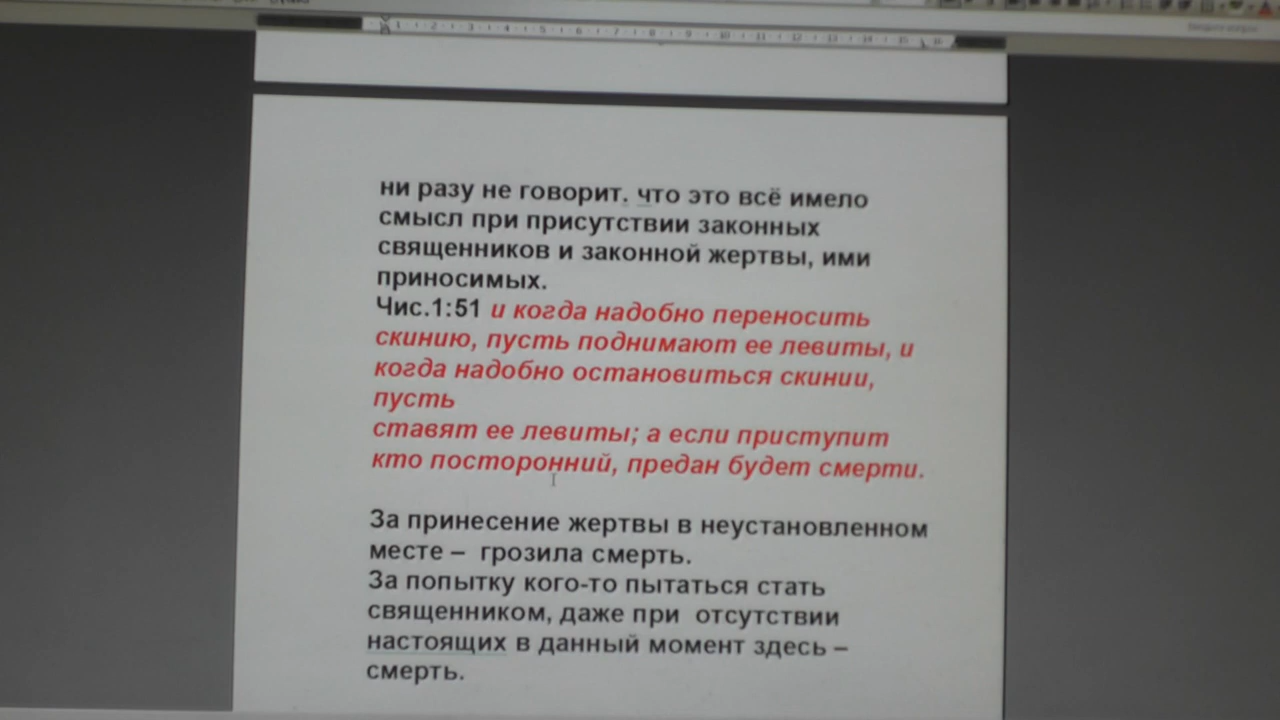 ни разу не говорит. что это всё имело
смысл при присутствии законных
священников и законной жертвы, ими
приносимых.
Чис.1:51 и когда надобно переносить
скинию, пусть поднимают ее левиты, и
когда надобно остановиться скинии,
пусть
ставят ее левиты; а если приступит
кто посторонний, предан будет смерти.
За принесение жертвы в неустановленном
месте – грозила смерть.
За попытку кого-то пытаться стать
священником, даже при отсутствии
настоящих в данный момент здесь –
смерть.